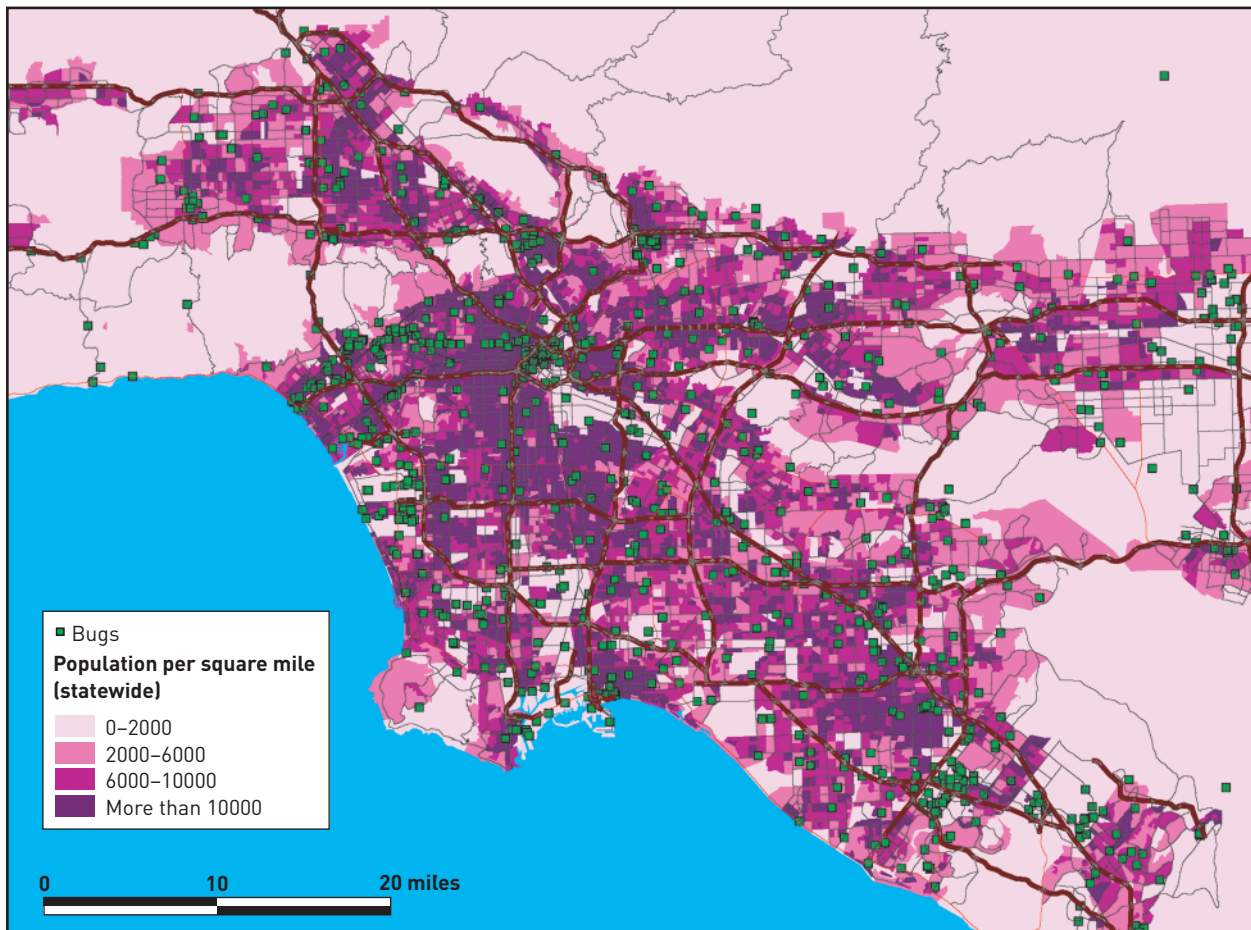 Bugs
Population per square mile
(statewide)
0–2000
2000–6000
6000–10000
More than 10000
0 10 20 miles